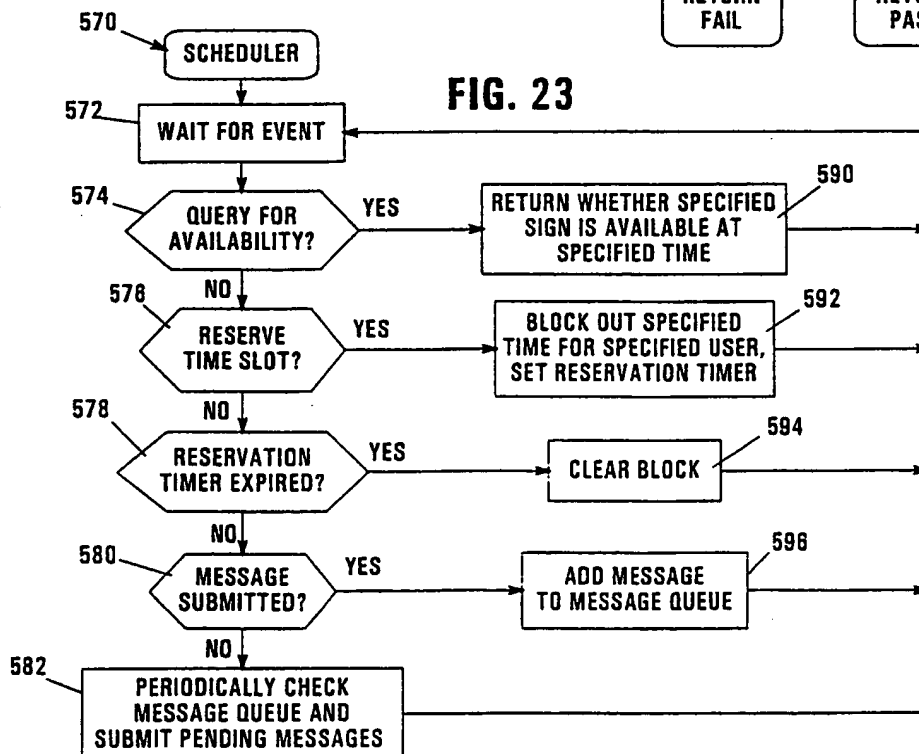 RETURN
FAIL
RETU
PAS
570
SCHEDULER
FIG. 23
572
WAIT FOR EVENT
574
QUERY FOR
AVAILABILITY?
YES
590
RETURN WHETHER SPECIFIED
SIGN IS AVAILABLE AT
SPECIFIED TIME
NO
576
RESERVE
TIME SLOT?
YES
592
BLOCK OUT SPECIFIED
TIME FOR SPECIFIED USER,
SET RESERVATION TIMER
NO
578
RESERVATION
TIMER EXPIRED?
YES
594
CLEAR BLOCK
NO
580
MESSAGE
SUBMITTED?
YES
596
ADD MESSAGE
TO MESSAGE QUEUE
NO
582
PERIODICALLY CHECK
MESSAGE QUEUE AND
SUBMIT PENDING MESSAGES